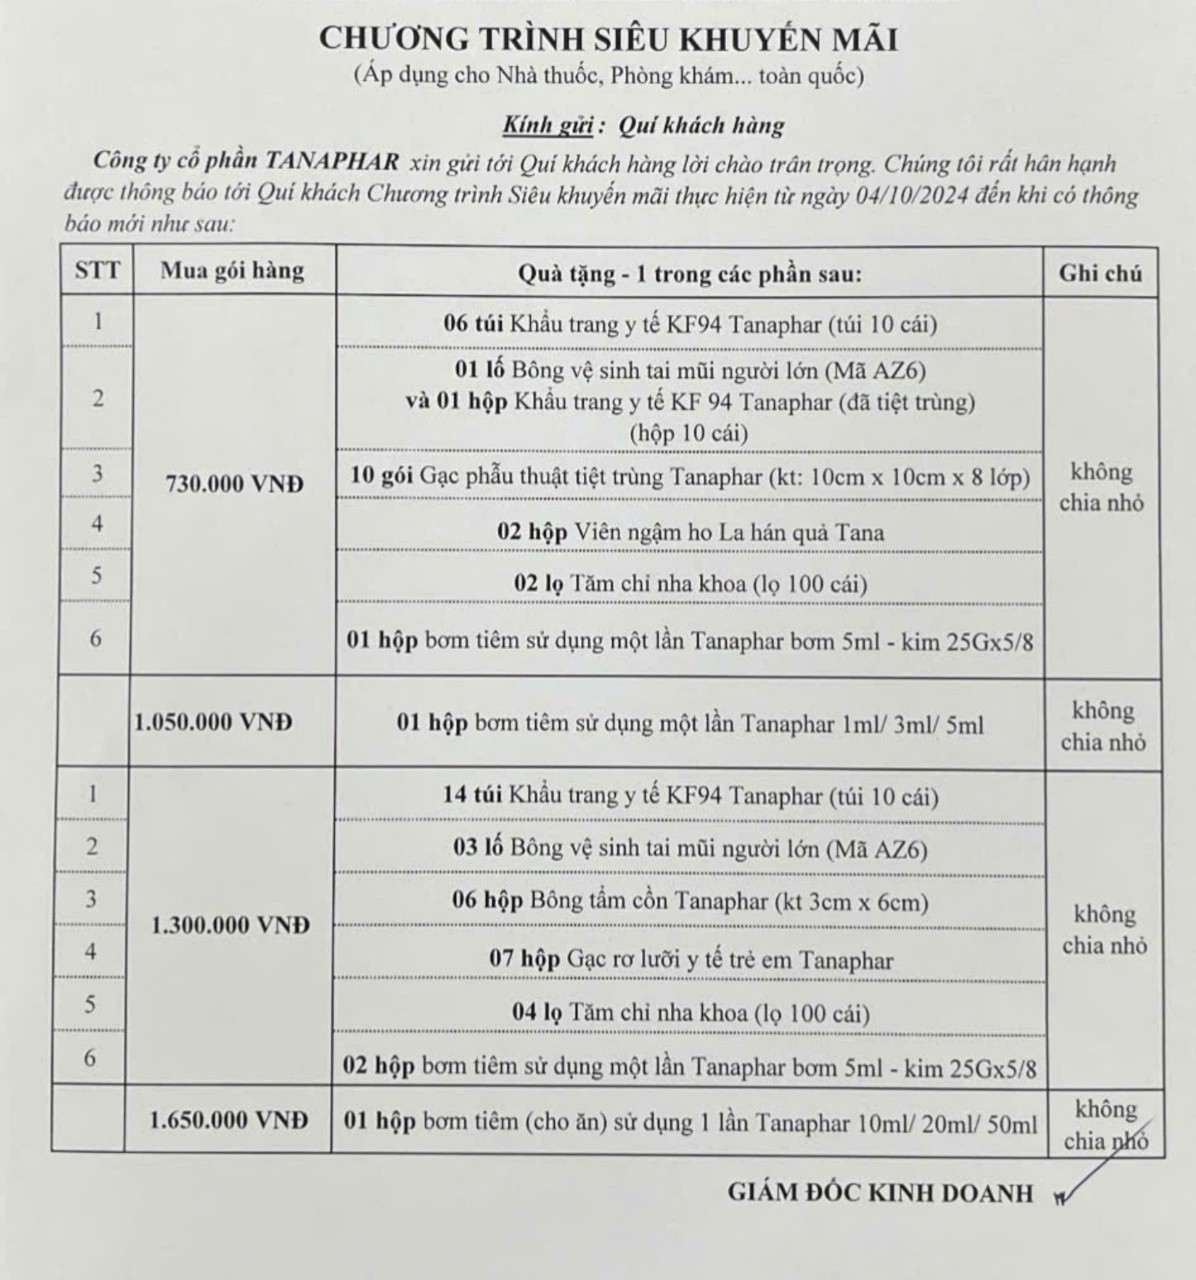 CHƯƠNG TRÌNH SIÊU KHUYẾN MÃI
(Áp dụng cho Nhà thuốc, Phòng khám... toàn quốc)
Kính gửi : Quí khách hàng
Công ty cổ phần TANAPHAR xin gửi tới Quí khách hàng lời chào trân trọng. Chúng tôi rất hân hạnh
được thông báo tới Quí khách Chương trình Siêu khuyến mãi thực hiện từ ngày 04/10/2024 đến khi có thông
báo mới như sau:
STT Mua gói hàng Quà tặng - 1 trong các phần sau: Ghi chú
1 06 túi Khẩu trang y tế KF94 Tanaphar (túi 10 cái)
2 01 lố Bông vệ sinh tai mũi người lớn (Mã AZ6)
và 01 hộp Khẩu trang y tế KF 94 Tanaphar (đã tiệt trùng)
(hộp 10 cái)
3 730.000 VNĐ 10 gói Gạc phẫu thuật tiệt trùng Tanaphar (kt: 10cm x 10cm x 8 lớp) không
chia nhỏ
4 02 hộp Viên ngậm ho La hán quả Tana
5 02 lọ Tăm chỉ nha khoa (lọ 100 cái)
6 01 hộp bơm tiêm sử dụng một lần Tanaphar bơm 5ml - kim 25Gx5/8
1.050.000 VNĐ 01 hộp bơm tiêm sử dụng một lần Tanaphar 1ml/ 3ml/ 5ml không
chia nhỏ
1 14 túi Khẩu trang y tế KF94 Tanaphar (túi 10 cái)
2 03 lố Bông vệ sinh tai mũi người lớn (Mã AZ6)
3 06 hộp Bông tẩm cồn Tanaphar (kt 3cm x 6cm)
1.300.000 VNĐ không
chia nhỏ
4 07 hộp Gạc rơ lưỡi y tế trẻ em Tanaphar
5 04 lọ Tăm chỉ nha khoa (lọ 100 cái)
6 02 hộp bơm tiêm sử dụng một lần Tanaphar bơm 5ml - kim 25Gx5/8
1.650.000 VNĐ 01 hộp bơm tiêm (cho ăn) sử dụng 1 lần Tanaphar 10ml/ 20ml/ 50ml không
chia nhỏ
GIÁM ĐỐC KINH DOANH